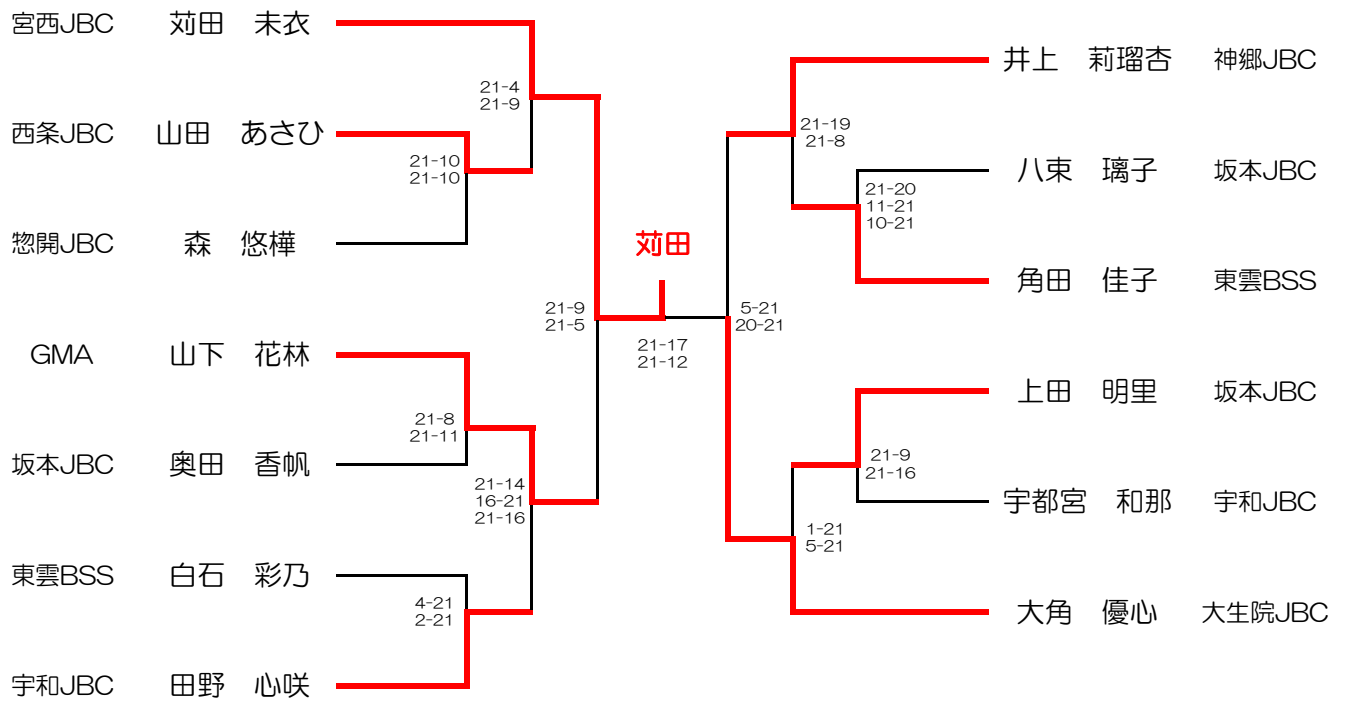 宮西JBC 苅田 未衣
21-4
21-9
西条JBC 山田 あさひ
21-10
21-10
惣開JBC 森 悠樺
GMA 山下 花林
21-8
21-11
坂本JBC 奥田 香帆
21-14
16-21
21-16
東雲BSS 白石 彩乃
4-21
2-21
宇和JBC 田野 心咲
21-9
21-5
苅田
21-17
21-12
井上 莉瑠杏 神郷JBC
21-19
21-8
八束 璃子 坂本JBC
21-20
11-21
10-21
角田 佳子 東雲BSS
5-21
20-21
上田 明里 坂本JBC
21-9
21-16
宇都宮 和那 宇和JBC
1-21
5-21
大角 優心 大生院JBC